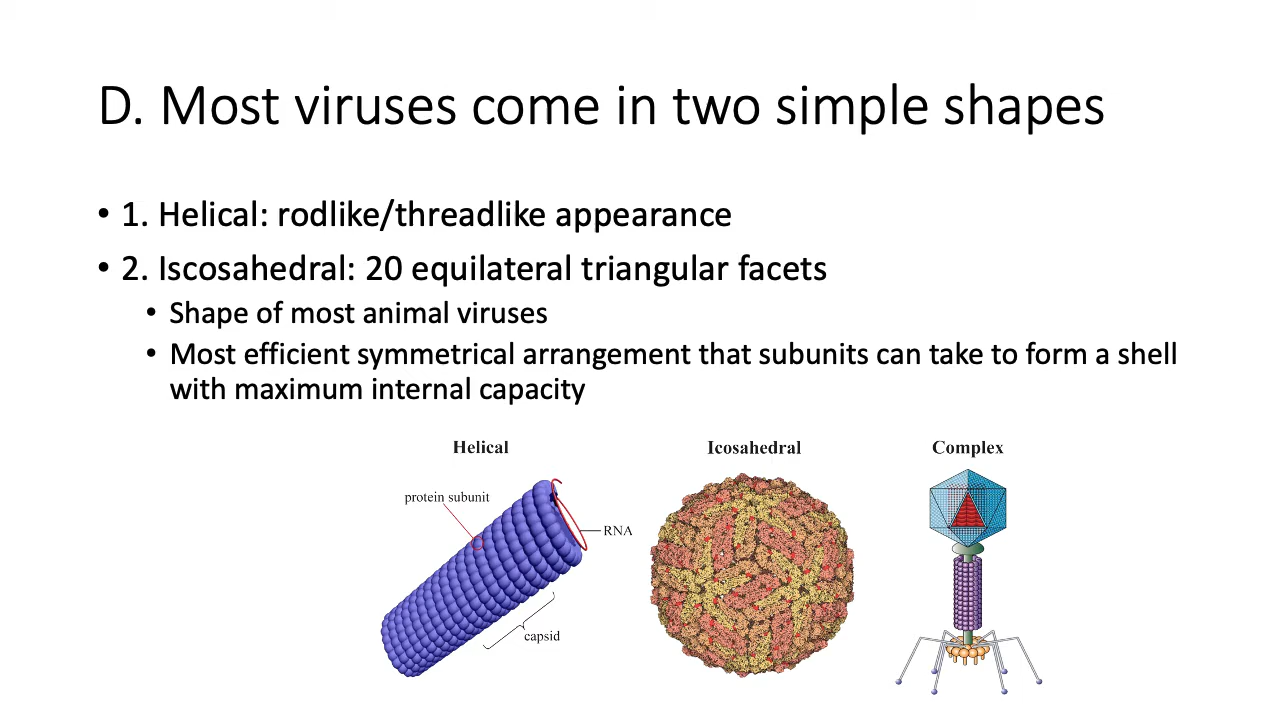 D. Most viruses come in two simple shapes
• 1. Helical: rodlike/threadlike appearance
• 2. Iscosahedral: 20 equilateral triangular facets
• Shape of most animal viruses
• Most efficient symmetrical arrangement that subunits can take to form a shell
with maximum internal capacity
Helical
Icosahedral
Complex
protein subunit
RNA
capsid